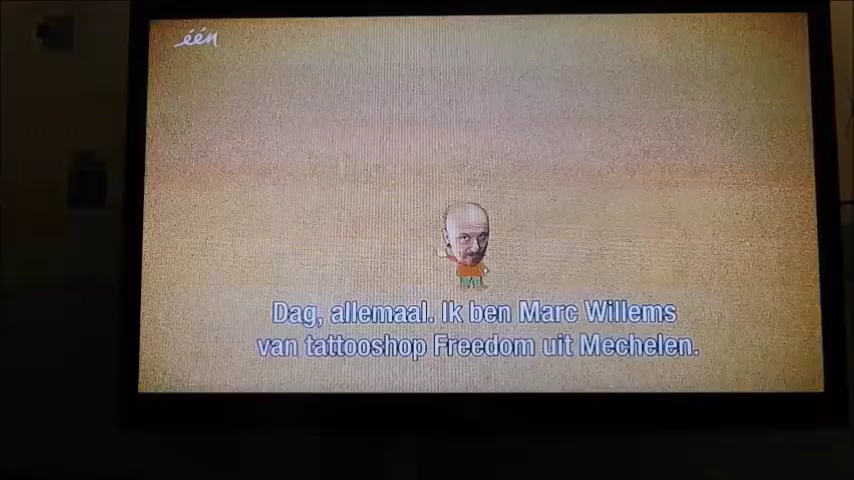 één
Dag, allemaal. Ik ben Marc Willems
van tattooshop Freedom uit Mechelen.